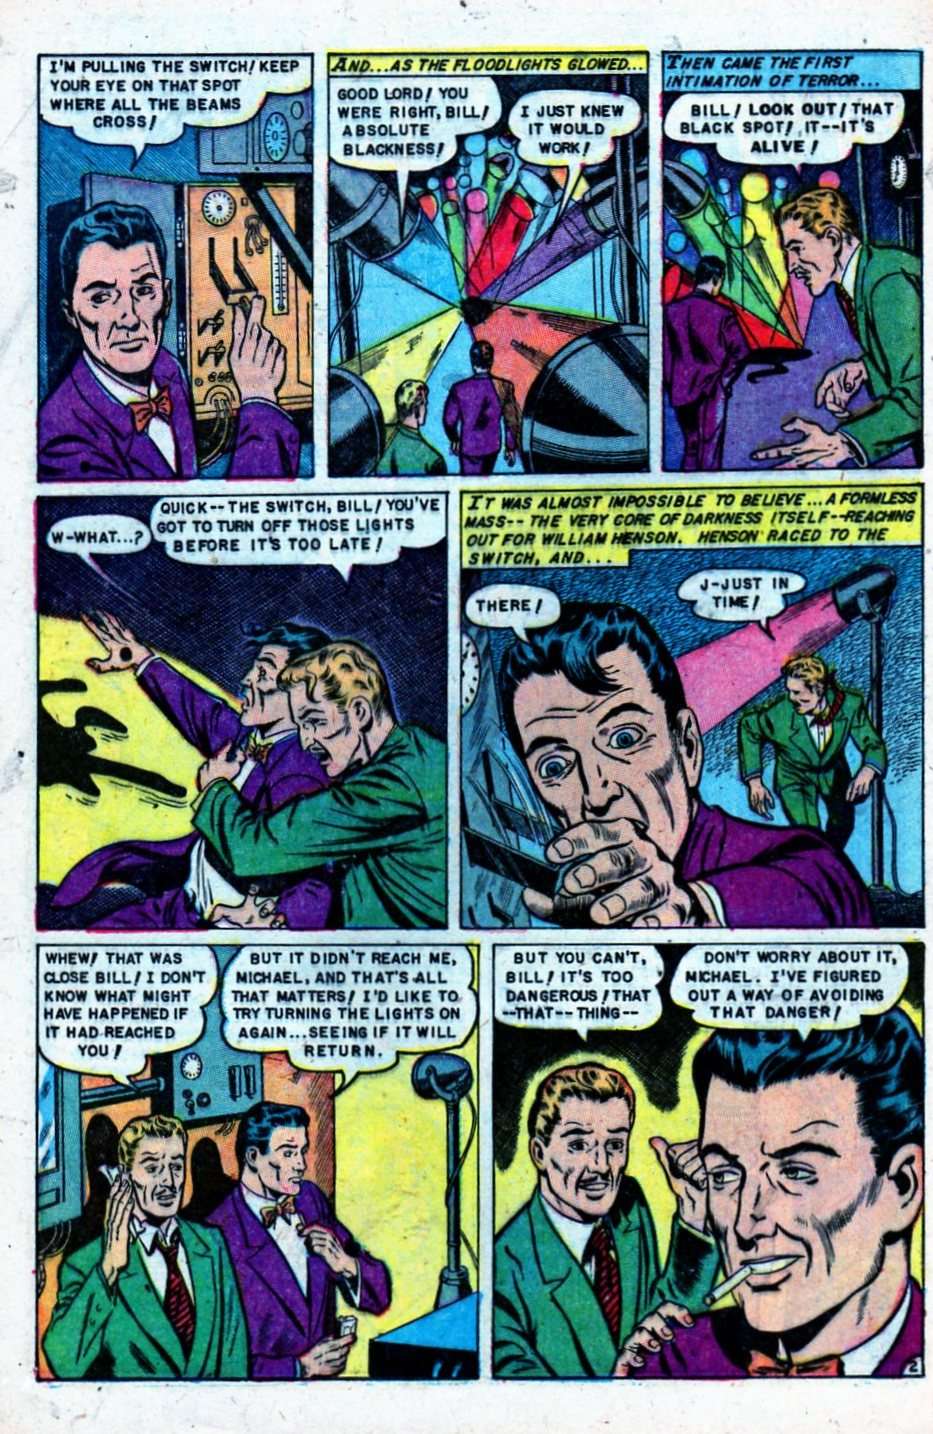 I'M PULLING THE SWITCH! KEEP
YOUR EYE ON THAT SPOT
WHERE ALL THE BEAMS
CROSS!
AND...AS THE FLOODLIGHTS GLOWED...
GOOD LORD! YOU
WERE RIGHT, BILL!
ABSOLUTE
BLACKNESS!
I JUST KNEW
IT WOULD
WORK!
THEN CAME THE FIRST
INTIMATION OF TERROR...
BILL! LOOK OUT! THAT
BLACK SPOT! IT--IT'S
ALIVE!
W-WHAT...?
QUICK--THE SWITCH, BILL! YOU'VE
GOT TO TURN OFF THOSE LIGHTS
BEFORE IT'S TOO LATE!
IT WAS ALMOST IMPOSSIBLE TO BELIEVE...A FORMLESS
MASS--THE VERY CORE OF DARKNESS ITSELF--REACHING
OUT FOR WILLIAM HENSON. HENSON RACED TO THE
SWITCH, AND...
THERE!
J-JUST IN
TIME!
WHEW! THAT WAS
CLOSE BILL! I DON'T
KNOW WHAT MIGHT
HAVE HAPPENED IF
IT HAD REACHED
YOU!
BUT IT DIDN'T REACH ME,
MICHAEL, AND THAT'S ALL
THAT MATTERS! I'D LIKE TO
TRY TURNING THE LIGHTS ON
AGAIN...SEEING IF IT WILL
RETURN.
BUT YOU CAN'T,
BILL! IT'S TOO
DANGEROUS! THAT
--THAT--THING--
DON'T WORRY ABOUT IT,
MICHAEL. I'VE FIGURED
OUT A WAY OF AVOIDING
THAT DANGER!
2